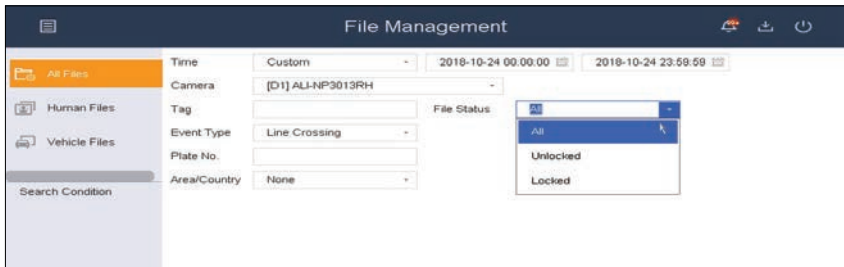 File Management
All Files
Human Files
Vehicle Files
Search Condition
Time Custom 2018-10-24 00:00:00 2018-10-24 23:59:59
Camera [D1] ALI-NP3013RH
Tag File Status All
Event Type Line Crossing All
Plate No. Unlocked
Area/Country None Locked